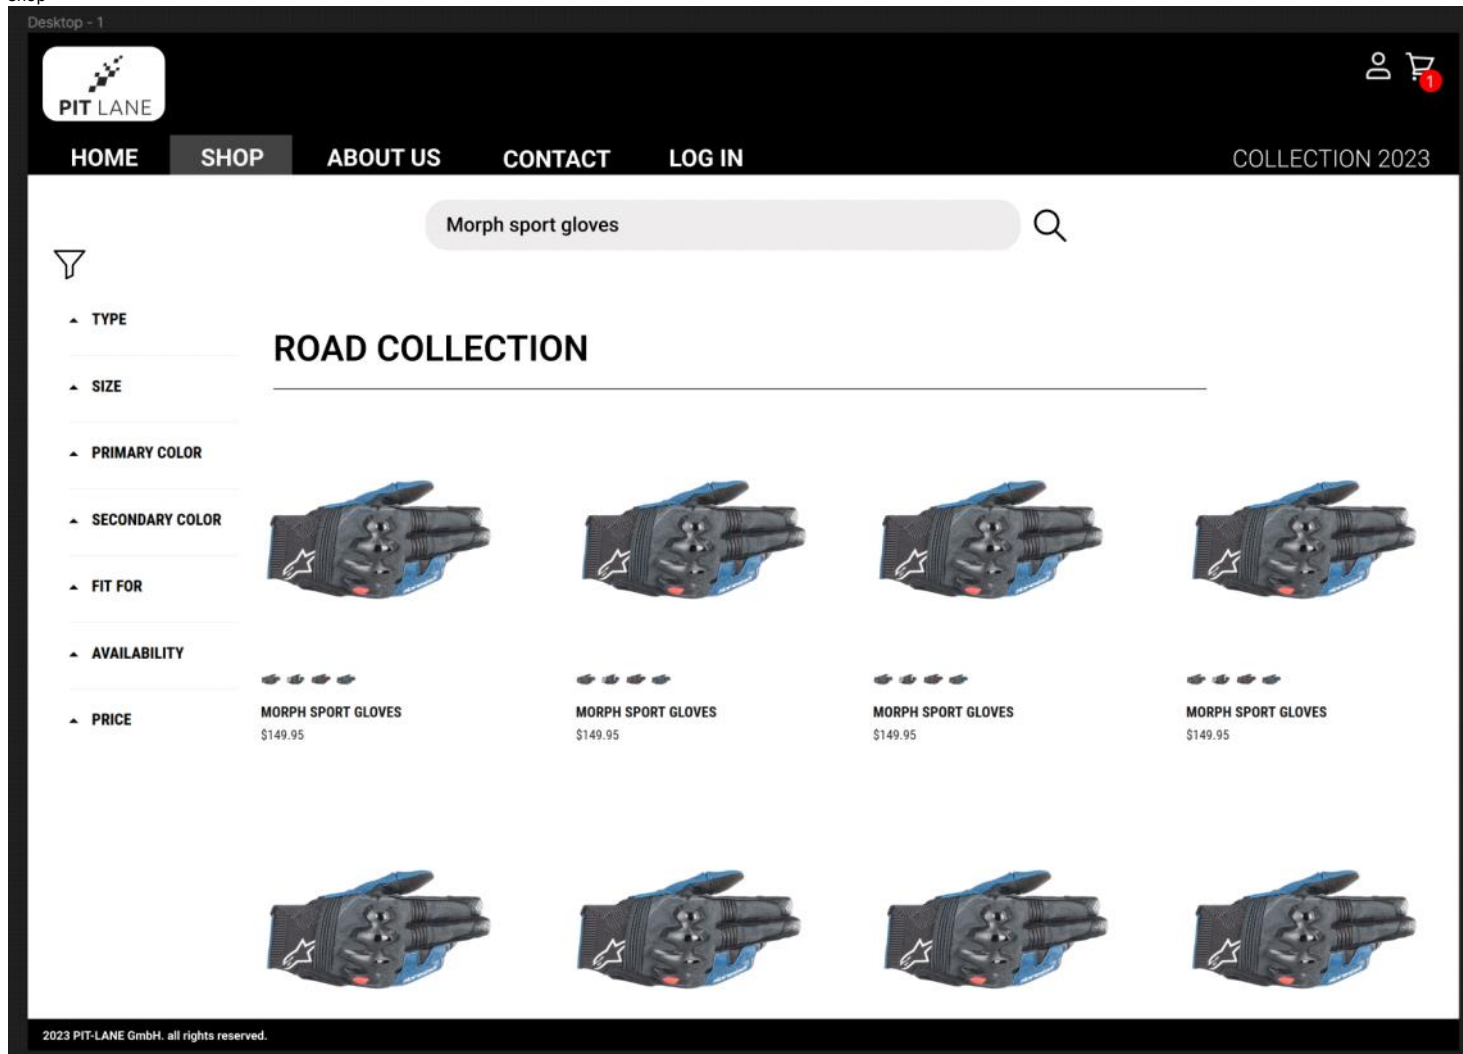 Shop
Desktop - 1
PIT LANE
1
HOME SHOP ABOUT US CONTACT LOG IN COLLECTION 2023
Morph sport gloves
TYPE
ROAD COLLECTION
SIZE
PRIMARY COLOR
SECONDARY COLOR
FIT FOR
AVAILABILITY
PRICE
MORPH SPORT GLOVES MORPH SPORT GLOVES MORPH SPORT GLOVES MORPH SPORT GLOVES
$149.95 $149.95 $149.95 $149.95
2023 PIT-LANE GmbH. all rights reserved.